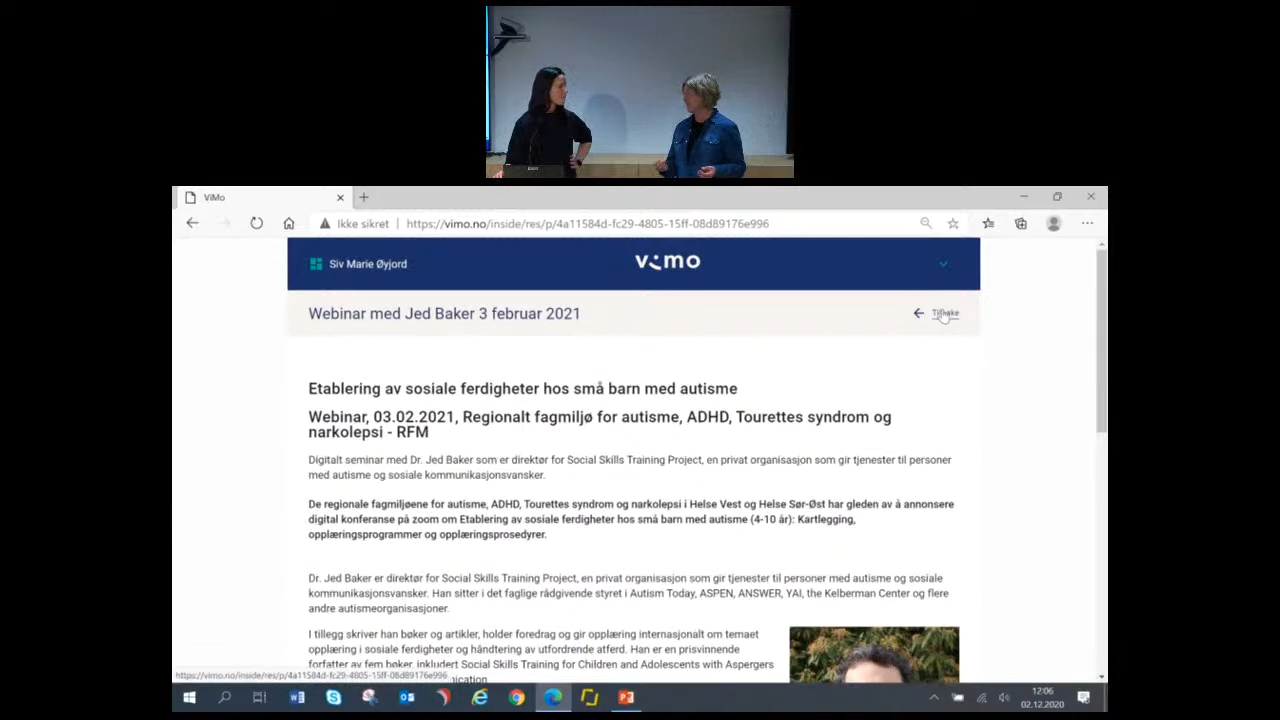 ViMo
Ikke sikret
https://vimo.no/inside/res/p/4a11584d-fc29-4805-15ff-08d89176e996
Siv Marie Øyjord
vimo
Webinar med Jed Baker 3 februar 2021
Tilbake
Etablering av sosiale ferdigheter hos små barn med autisme
Webinar, 03.02.2021, Regionalt fagmiljø for autisme, ADHD, Tourettes syndrom og
narkolepsi - RFM
Digitalt seminar med Dr. Jed Baker som er direktør for Social Skills Training Project, en privat organisasjon som gir tjenester til personer
med autisme og sosiale kommunikasjonsvansker.
De regionale fagmiljøene for autisme, ADHD, Tourettes syndrom og narkolepsi i Helse Vest og Helse Sør-Øst har gleden av å annonsere
digital konferanse på zoom om Etablering av sosiale ferdigheter hos små barn med autisme (4-10 år): Kartlegging,
opplæringsprogrammer og opplæringsprosedyrer.
Dr. Jed Baker er direktør for Social Skills Training Project, en privat organisasjon som gir tjenester til personer med autisme og sosiale
kommunikasjonsvansker. Han sitter i det faglige rådgivende styret i Autism Today, ASPEN, ANSWER, YAI, the Kelberman Center og flere
andre autismeorganisasjoner.
I tillegg skriver han bøker og artikler, holder foredrag og gir opplæring internasjonalt om temaet
opplæring i sosiale ferdigheter og håndtering av utfordrende atferd. Han er en prisvinnende
forfatter av fem bøker, inkludert Social Skills Training for Children and Adolescents with Aspergers
https://vimo.no/inside/res/p/4a11584d-fc29-4805-15ff-08d89176e996
12:06
02.12.2020